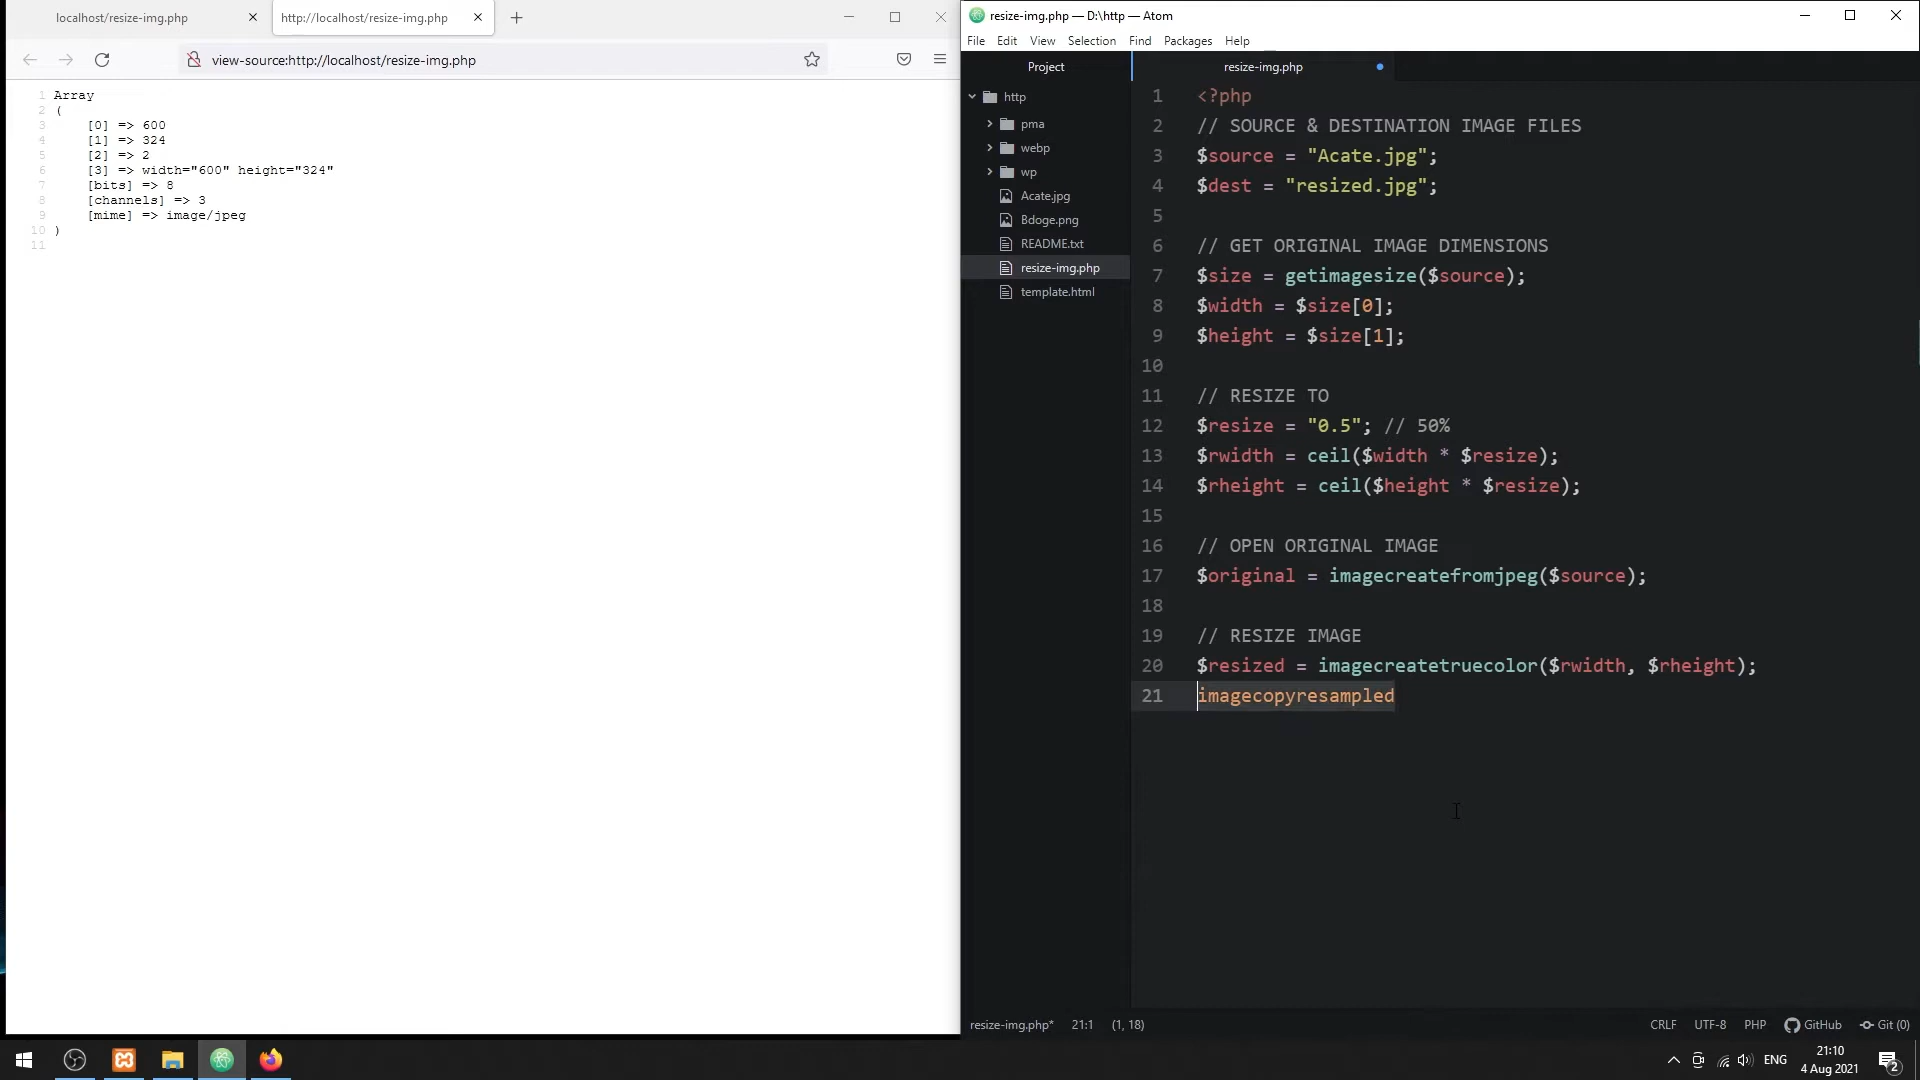 localhost/resize-img.php
http://localhost/resize-img.php
view-source:http://localhost/resize-img.php
1 Array
2 (
3 [0] => 600
4 [1] => 324
5 [2] => 2
6 [3] => width="600" height="324"
7 [bits] => 8
8 [channels] => 3
9 [mime] => image/jpeg
10 )
11
resize-img.php — D:\http — Atom
File Edit View Selection Find Packages Help
Project
http
pma
webp
wp
Acate.jpg
Bdoge.png
README.txt
resize-img.php
template.html
resize-img.php
1 <?php
2 // SOURCE & DESTINATION IMAGE FILES
3 $source = "Acate.jpg";
4 $dest = "resized.jpg";
5
6 // GET ORIGINAL IMAGE DIMENSIONS
7 $size = getimagesize($source);
8 $width = $size[0];
9 $height = $size[1];
10
11 // RESIZE TO
12 $resize = "0.5"; // 50%
13 $rwidth = ceil($width * $resize);
14 $rheight = ceil($height * $resize);
15
16 // OPEN ORIGINAL IMAGE
17 $original = imagecreatefromjpeg($source);
18
19 // RESIZE IMAGE
20 $resized = imagecreatetruecolor($rwidth, $rheight);
21 imagecopyresampled
resize-img.php* 21:1 (1, 18)
CRLF UTF-8 PHP GitHub Git (0)
ENG
21:10
4 Aug 2021
2